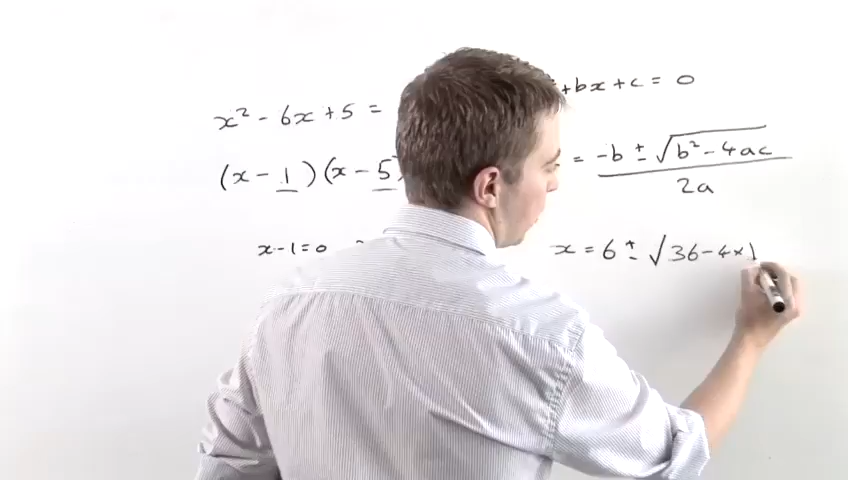 x² - 6x + 5 =
(x - 1)(x - 5)
x - 1 = 0
+ bx + c = 0
= -b ± √b² - 4ac
2a
x = 6 ± √36 - 4 × 1